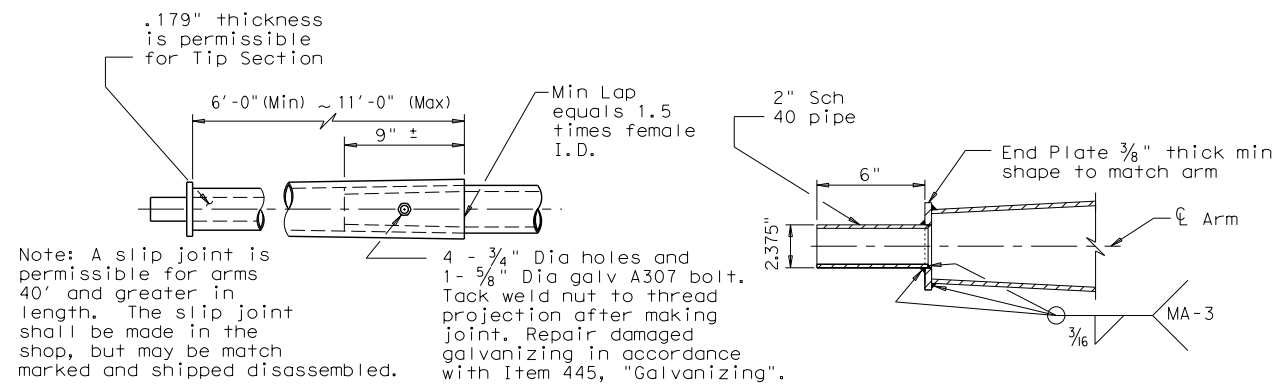 .179" thickness
is permissible
for Tip Section
6'-0"(Min) ~ 11'-0" (Max)
9" ±
Min Lap
equals 1.5
times female
I.D.
Note: A slip joint is
permissible for arms
40' and greater in
length. The slip joint
shall be made in the
shop, but may be match
marked and shipped disassembled.
4 - 3/4" Dia holes and
1- 5/8" Dia galv A307 bolt.
Tack weld nut to thread
projection after making
joint. Repair damaged
galvanizing in accordance
with Item 445, "Galvanizing".
2" Sch
40 pipe
6"
2.375"
End Plate 3/8" thick min
shape to match arm
℄ Arm
3/16
MA-3